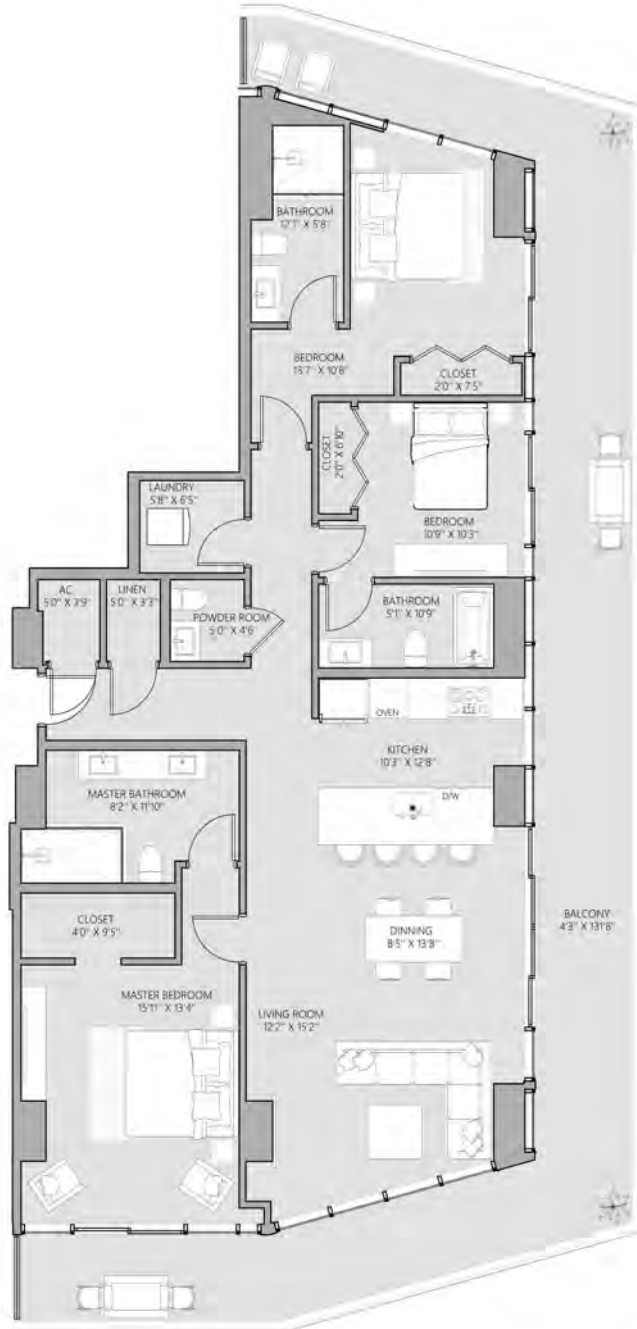 BATHROOM
12'1" X 5'8"
BEDROOM
13'7" X 10'8"
CLOSET
2'0" X 7'5"
CLOSET
2'0" X 6'10"
LAUNDRY
5'8" X 6'5"
BEDROOM
10'9" X 10'3"
AC
5'0" X 3'9"
LINEN
5'0" X 3'3"
POWDER ROOM
5'0" X 4'6"
BATHROOM
5'1" X 10'9"
OVEN
KITCHEN
10'3" X 12'8"
MASTER BATHROOM
8'2" X 11'10"
D/W
CLOSET
4'0" X 9'5"
DINNING
8'5" X 13'8"
BALCONY
4'3" X 131'8"
MASTER BEDROOM
15'11" X 13'4"
LIVING ROOM
12'2" X 15'2"